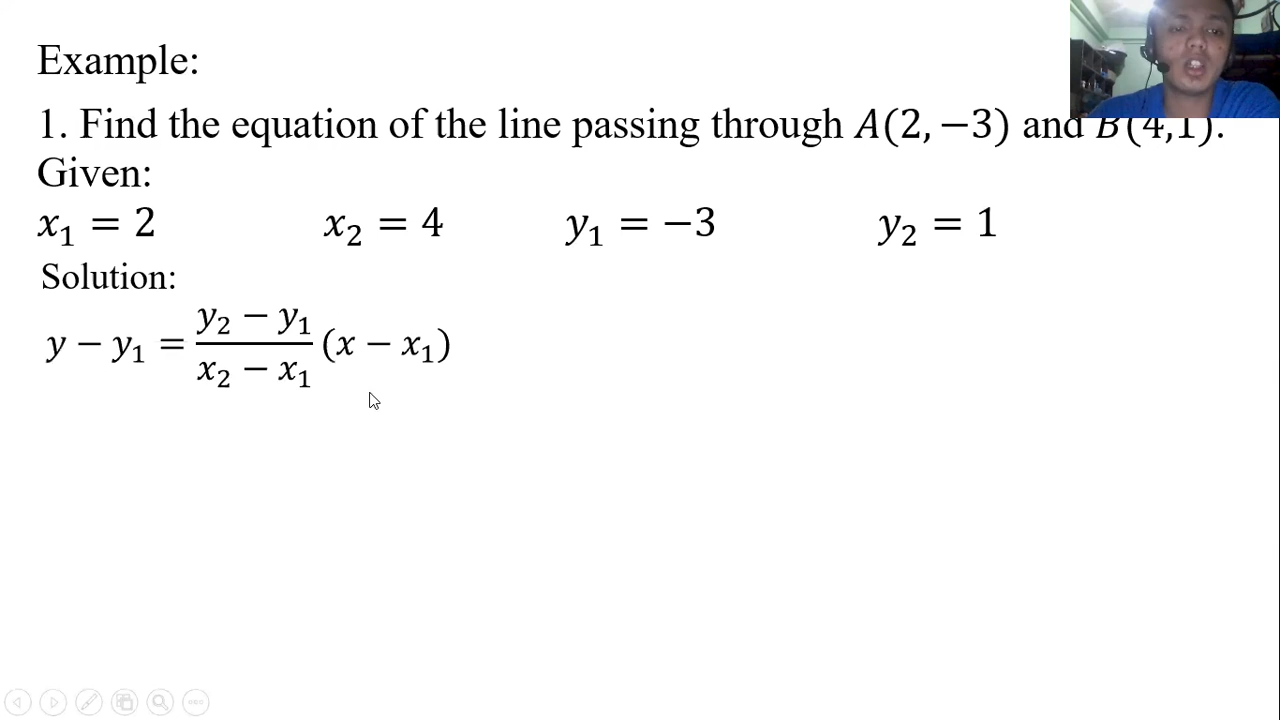 Example:
1. Find the equation of the line passing through A(2, −3) and B(4,1).
Given:
x₁ = 2 x₂ = 4 y₁ = −3 y₂ = 1
Solution:
y − y₁ = (y₂ − y₁)/(x₂ − x₁) (x − x₁)